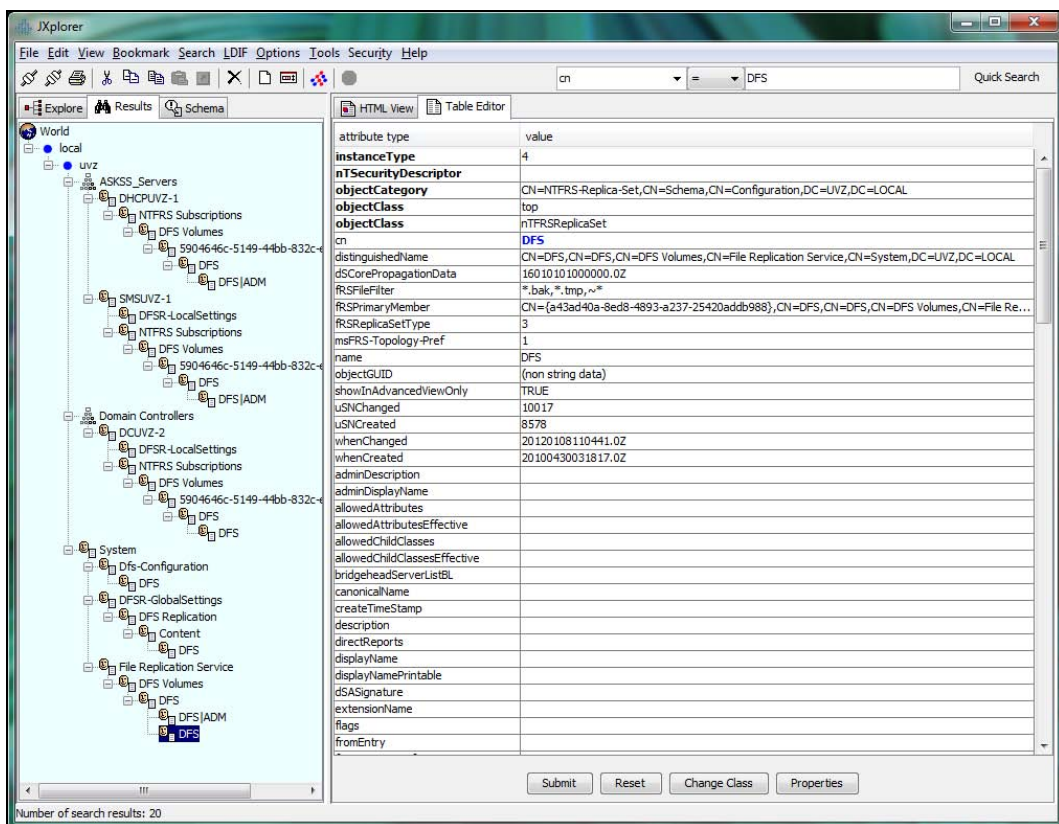 JXplorer
File Edit View Bookmark Search LDIF Options Tools Security Help
cn = DFS Quick Search
Explore Results Schema
World
local
uvz
ASKSS_Servers
DHCPUVZ-1
NTFRS Subscriptions
DFS Volumes
5904646c-5149-44bb-832c-e
DFS
DFS|ADM
SMSUVZ-1
DFSR-LocalSettings
NTFRS Subscriptions
DFS Volumes
5904646c-5149-44bb-832c-e
DFS
DFS|ADM
Domain Controllers
DCUVZ-2
DFSR-LocalSettings
NTFRS Subscriptions
DFS Volumes
5904646c-5149-44bb-832c-e
DFS
DFS
System
Dfs-Configuration
DFS
DFSR-GlobalSettings
DFS Replication
Content
DFS
File Replication Service
DFS Volumes
DFS
DFS|ADM
DFS
HTML View Table Editor
attribute type value
instanceType 4
nTSecurityDescriptor
objectCategory CN=NTFRS-Replica-Set,CN=Schema,CN=Configuration,DC=UVZ,DC=LOCAL
objectClass top
objectClass nTFRSReplicaSet
cn DFS
distinguishedName CN=DFS,CN=DFS,CN=DFS Volumes,CN=File Replication Service,CN=System,DC=UVZ,DC=LOCAL
dSCorePropagationData 16010101000000.0Z
fRSFileFilter *.bak,*.tmp,~*
fRSPrimaryMember CN={a43ad40a-8ed8-4893-a237-25420addb988},CN=DFS,CN=DFS,CN=DFS Volumes,CN=File Re...
fRSReplicaSetType 3
msFRS-Topology-Pref 1
name DFS
objectGUID (non string data)
showInAdvancedViewOnly TRUE
uSNChanged 10017
uSNCreated 8578
whenChanged 20120108110441.0Z
whenCreated 20100430031817.0Z
adminDescription
adminDisplayName
allowedAttributes
allowedAttributesEffective
allowedChildClasses
allowedChildClassesEffective
bridgeheadServerListBL
canonicalName
createTimeStamp
description
directReports
displayName
displayNamePrintable
dSASignature
extensionName
flags
fromEntry
Submit Reset Change Class Properties
Number of search results: 20